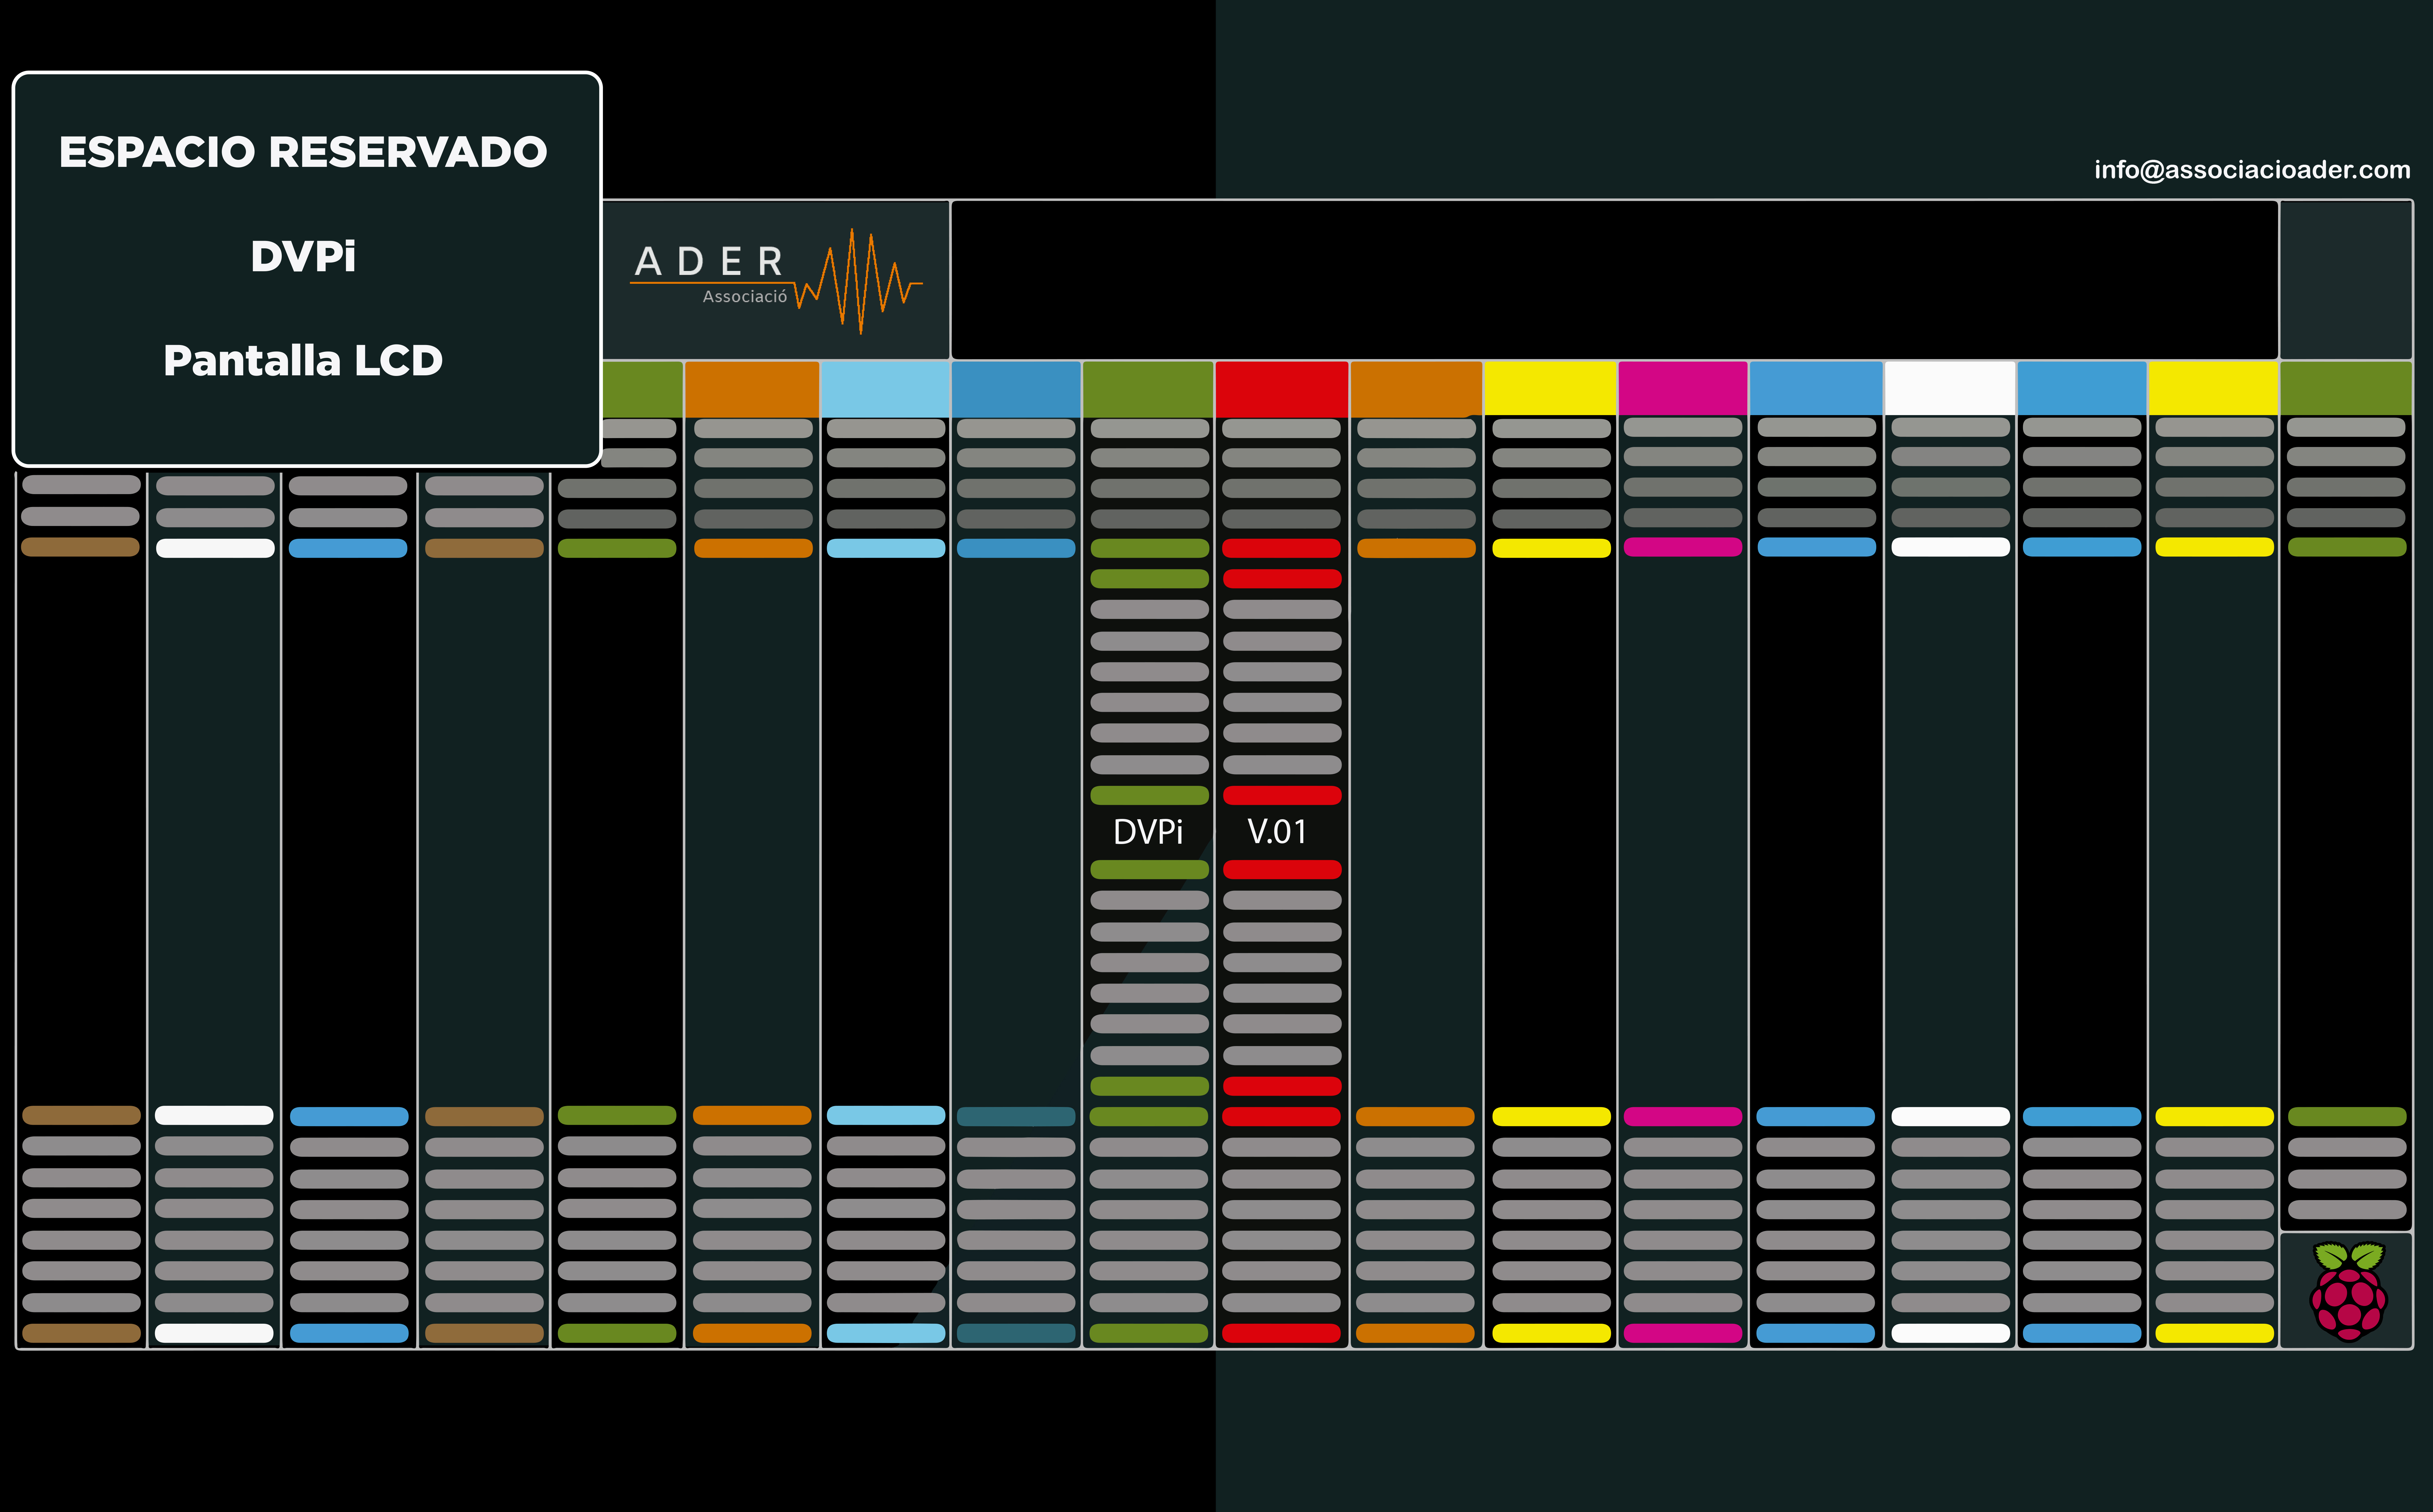 ESPACIO RESERVADO
DVPi
Pantalla LCD
info@associacioader.com
ADER
Associació
DVPi
V.01